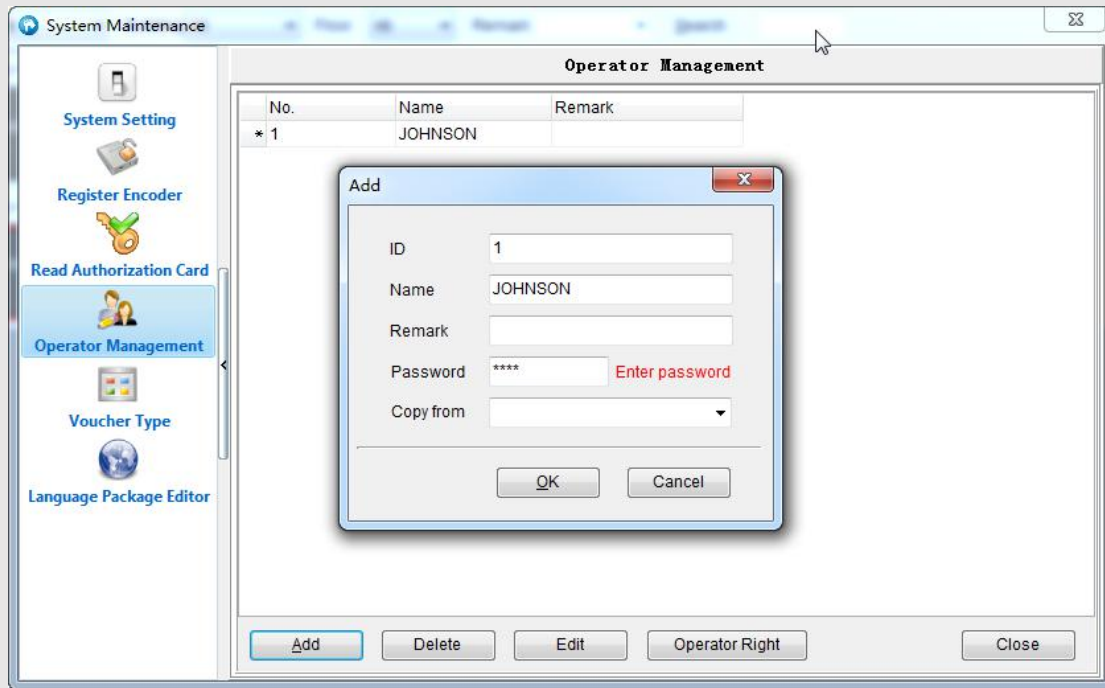 System Maintenance
Operator Management
System Setting
Register Encoder
Read Authorization Card
Operator Management
Voucher Type
Language Package Editor
No. Name Remark
* 1 JOHNSON
Add
ID 1
Name JOHNSON
Remark
Password **** Enter password
Copy from
OK Cancel
Add Delete Edit Operator Right Close